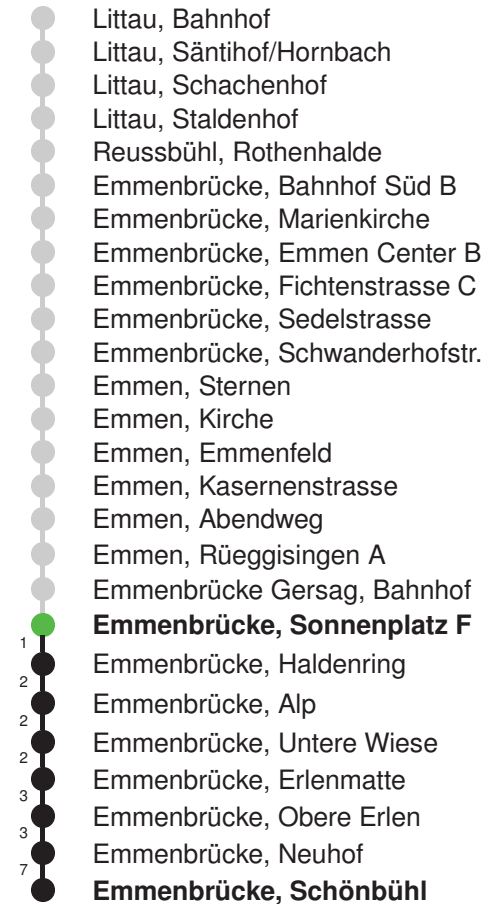 Littau, Bahnhof
Littau, Säntihof/Hornbach
Littau, Schachenhof
Littau, Staldenhof
Reussbühl, Rothenhalde
Emmenbrücke, Bahnhof Süd B
Emmenbrücke, Marienkirche
Emmenbrücke, Emmen Center B
Emmenbrücke, Fichtenstrasse C
Emmenbrücke, Sedelstrasse
Emmenbrücke, Schwanderhofstr.
Emmen, Sternen
Emmen, Kirche
Emmen, Emmenfeld
Emmen, Kasernenstrasse
Emmen, Abendweg
Emmen, Rüeggisingen A
Emmenbrücke Gersag, Bahnhof
Emmenbrücke, Sonnenplatz F
1
Emmenbrücke, Haldenring
2
Emmenbrücke, Alp
2
Emmenbrücke, Untere Wiese
2
Emmenbrücke, Erlenmatte
3
Emmenbrücke, Obere Erlen
3
Emmenbrücke, Neuhof
7
Emmenbrücke, Schönbühl